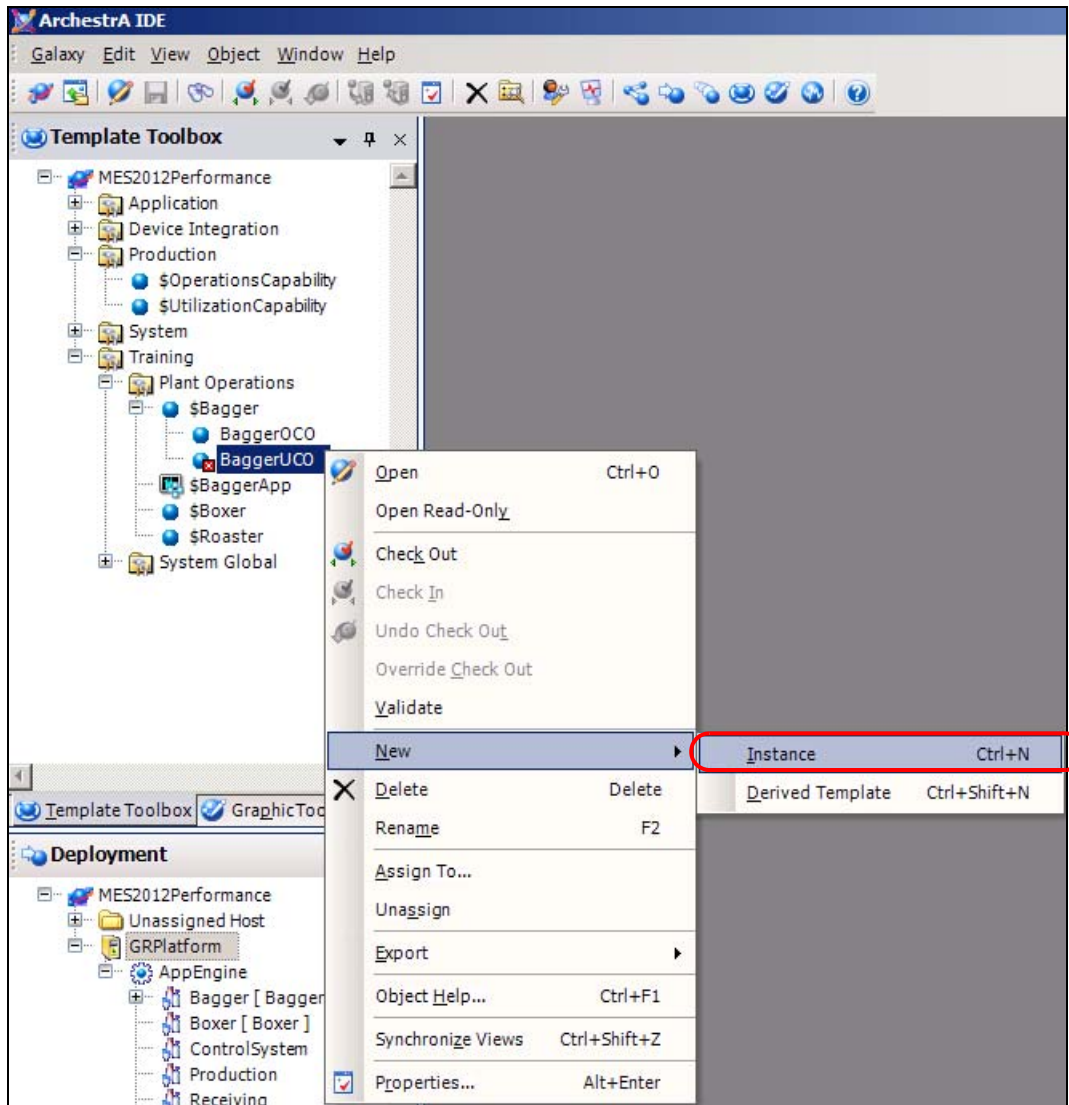 ArchestrA IDE
Galaxy Edit View Object Window Help
Template Toolbox
MES2012Performance
Application
Device Integration
Production
$OperationsCapability
$UtilizationCapability
System
Training
Plant Operations
$Bagger
BaggerOCO
BaggerUCO
$BaggerApp
$Boxer
$Roaster
System Global
Open Ctrl+O
Open Read-Only
Check Out
Check In
Undo Check Out
Override Check Out
Validate
New
Instance Ctrl+N
Delete Delete
Derived Template Ctrl+Shift+N
Rename F2
Assign To...
Unassign
Export
Object Help... Ctrl+F1
Synchronize Views Ctrl+Shift+Z
Properties... Alt+Enter
Template Toolbox GraphicToo
Deployment
MES2012Performance
Unassigned Host
GRPlatform
AppEngine
Bagger [ Bagger
Boxer [ Boxer ]
ControlSystem
Production
Receiving